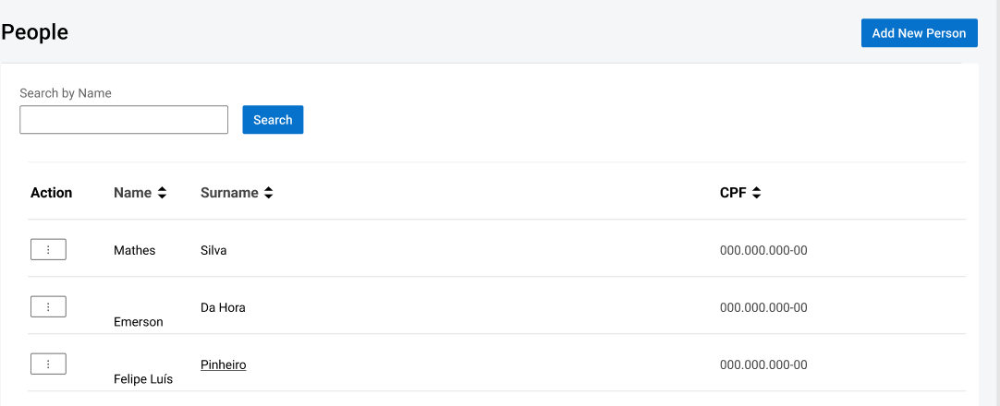 People
Add New Person
Search by Name
Search
Action Name Surname CPF
Mathes Silva 000.000.000-00
Emerson Da Hora 000.000.000-00
Felipe Luís Pinheiro 000.000.000-00